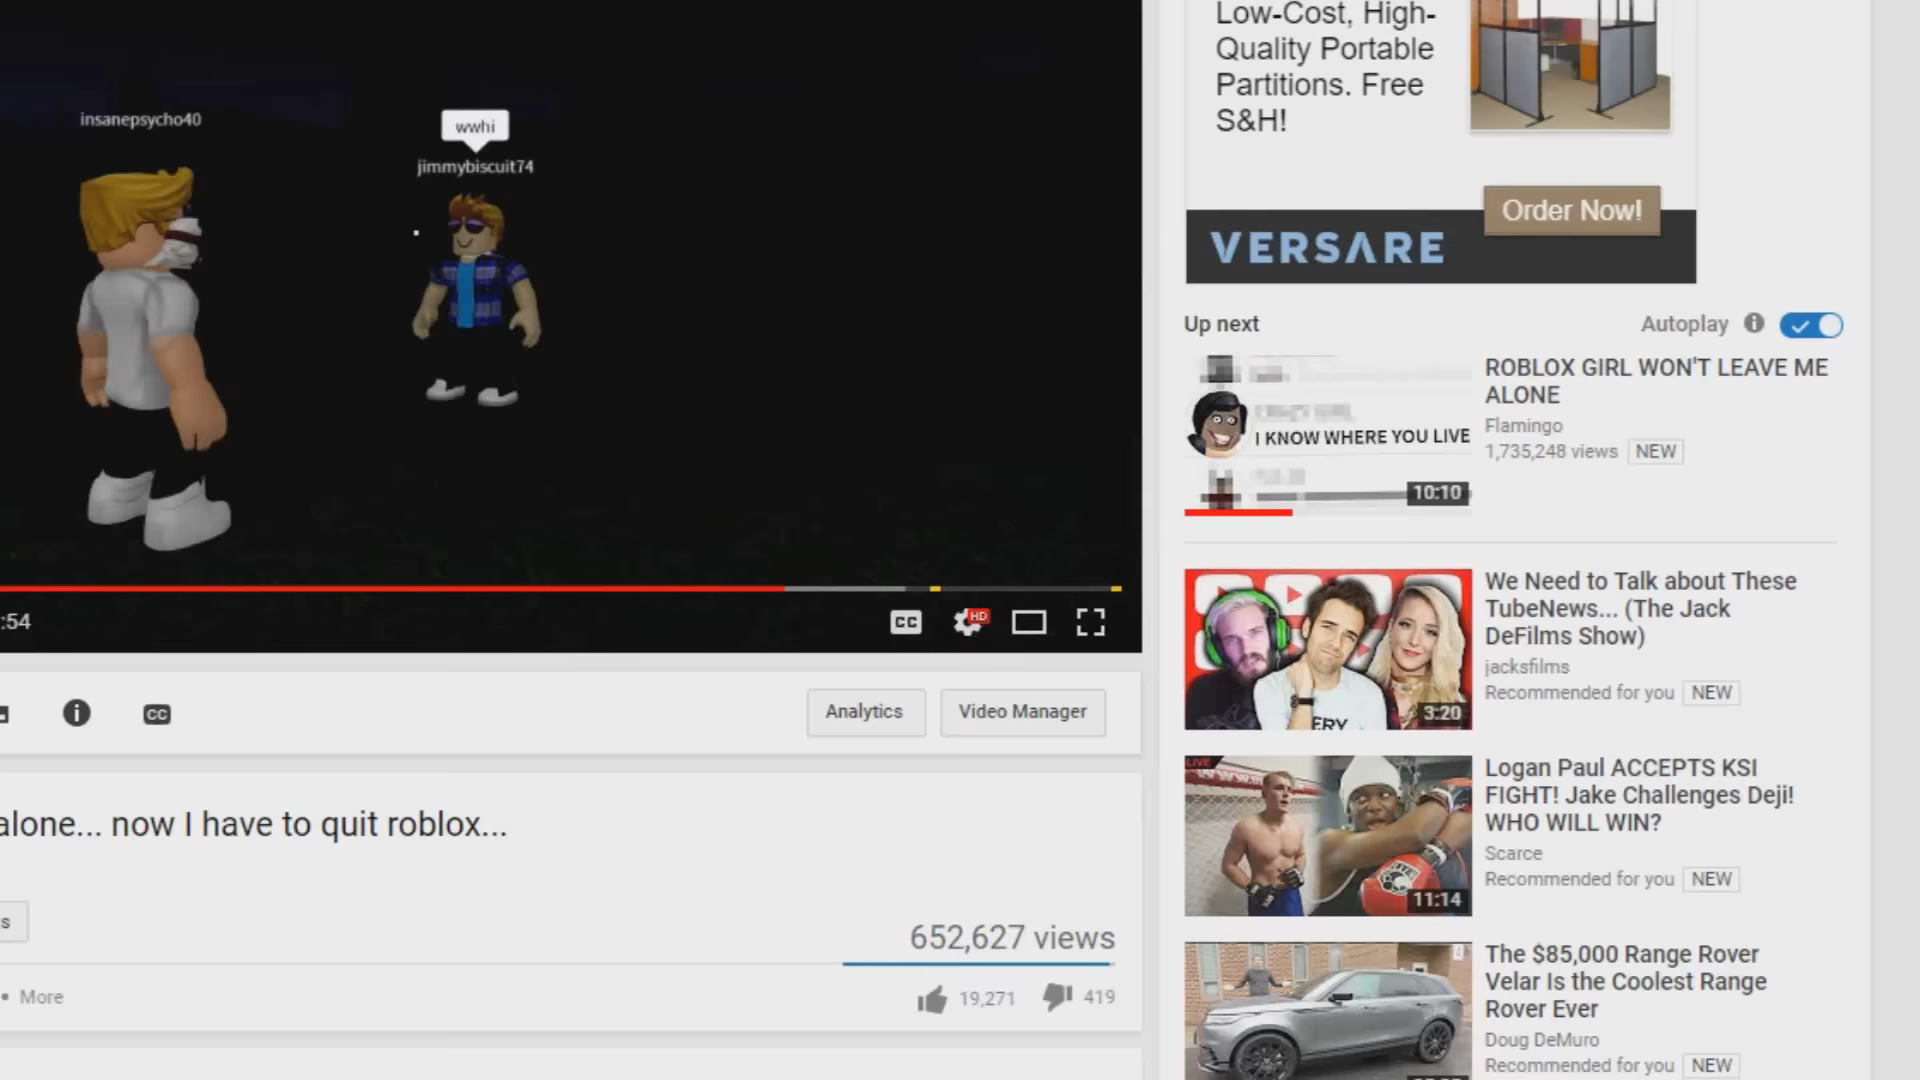 insanepsycho40
wwhi
jimmybiscuit74
:54
CC
HD
CC
Analytics
Video Manager
alone... now I have to quit roblox...
s
652,627 views
• More
19,271
419
Low-Cost, High-
Quality Portable
Partitions. Free
S&H!
Order Now!
VERSARE
Up next
Autoplay
I KNOW WHERE YOU LIVE
10:10
ROBLOX GIRL WON'T LEAVE ME
ALONE
Flamingo
1,735,248 views NEW
ERY
3:20
We Need to Talk about These
TubeNews... (The Jack
DeFilms Show)
jacksfilms
Recommended for you NEW
LIVE
11:14
Logan Paul ACCEPTS KSI
FIGHT! Jake Challenges Deji!
WHO WILL WIN?
Scarce
Recommended for you NEW
The $85,000 Range Rover
Velar Is the Coolest Range
Rover Ever
Doug DeMuro
Recommended for you NEW